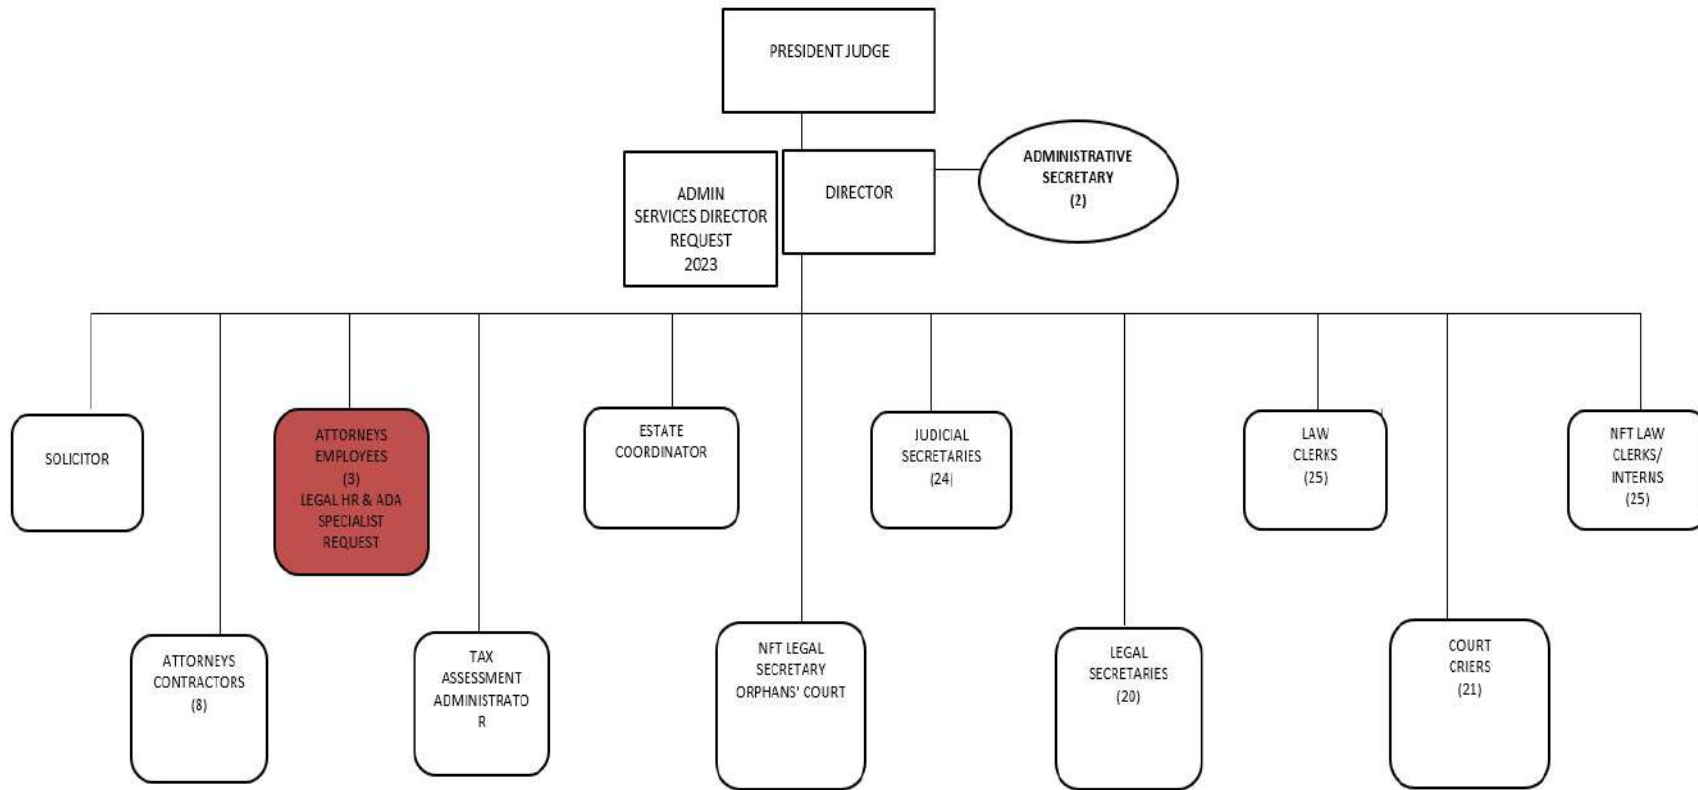 PRESIDENT JUDGE
ADMIN
SERVICES DIRECTOR
REQUEST
2023
DIRECTOR
ADMINISTRATIVE
SECRETARY
(2)
SOLICITOR
ATTORNEYS
EMPLOYEES
(3)
LEGAL HR & ADA
SPECIALIST
REQUEST
ESTATE
COORDINATOR
JUDICIAL
SECRETARIES
(24)
LAW
CLERKS
(25)
NFT LAW
CLERKS/
INTERNS
(25)
ATTORNEYS
CONTRACTORS
(8)
TAX
ASSESSMENT
ADMINISTRATO
R
NFT LEGAL
SECRETARY
ORPHANS' COURT
LEGAL
SECRETARIES
(20)
COURT
CRIERS
(21)